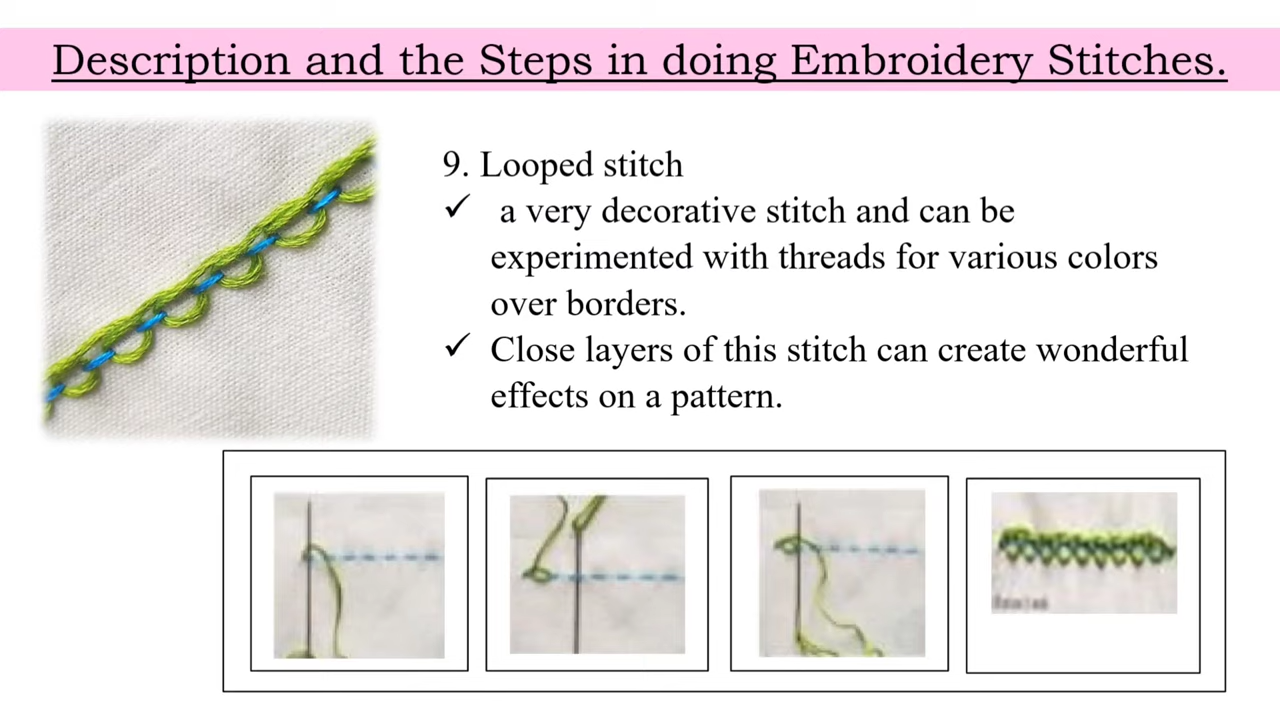 Description and the Steps in doing Embroidery Stitches.
9. Looped stitch
✓ a very decorative stitch and can be
experimented with threads for various colors
over borders.
✓ Close layers of this stitch can create wonderful
effects on a pattern.